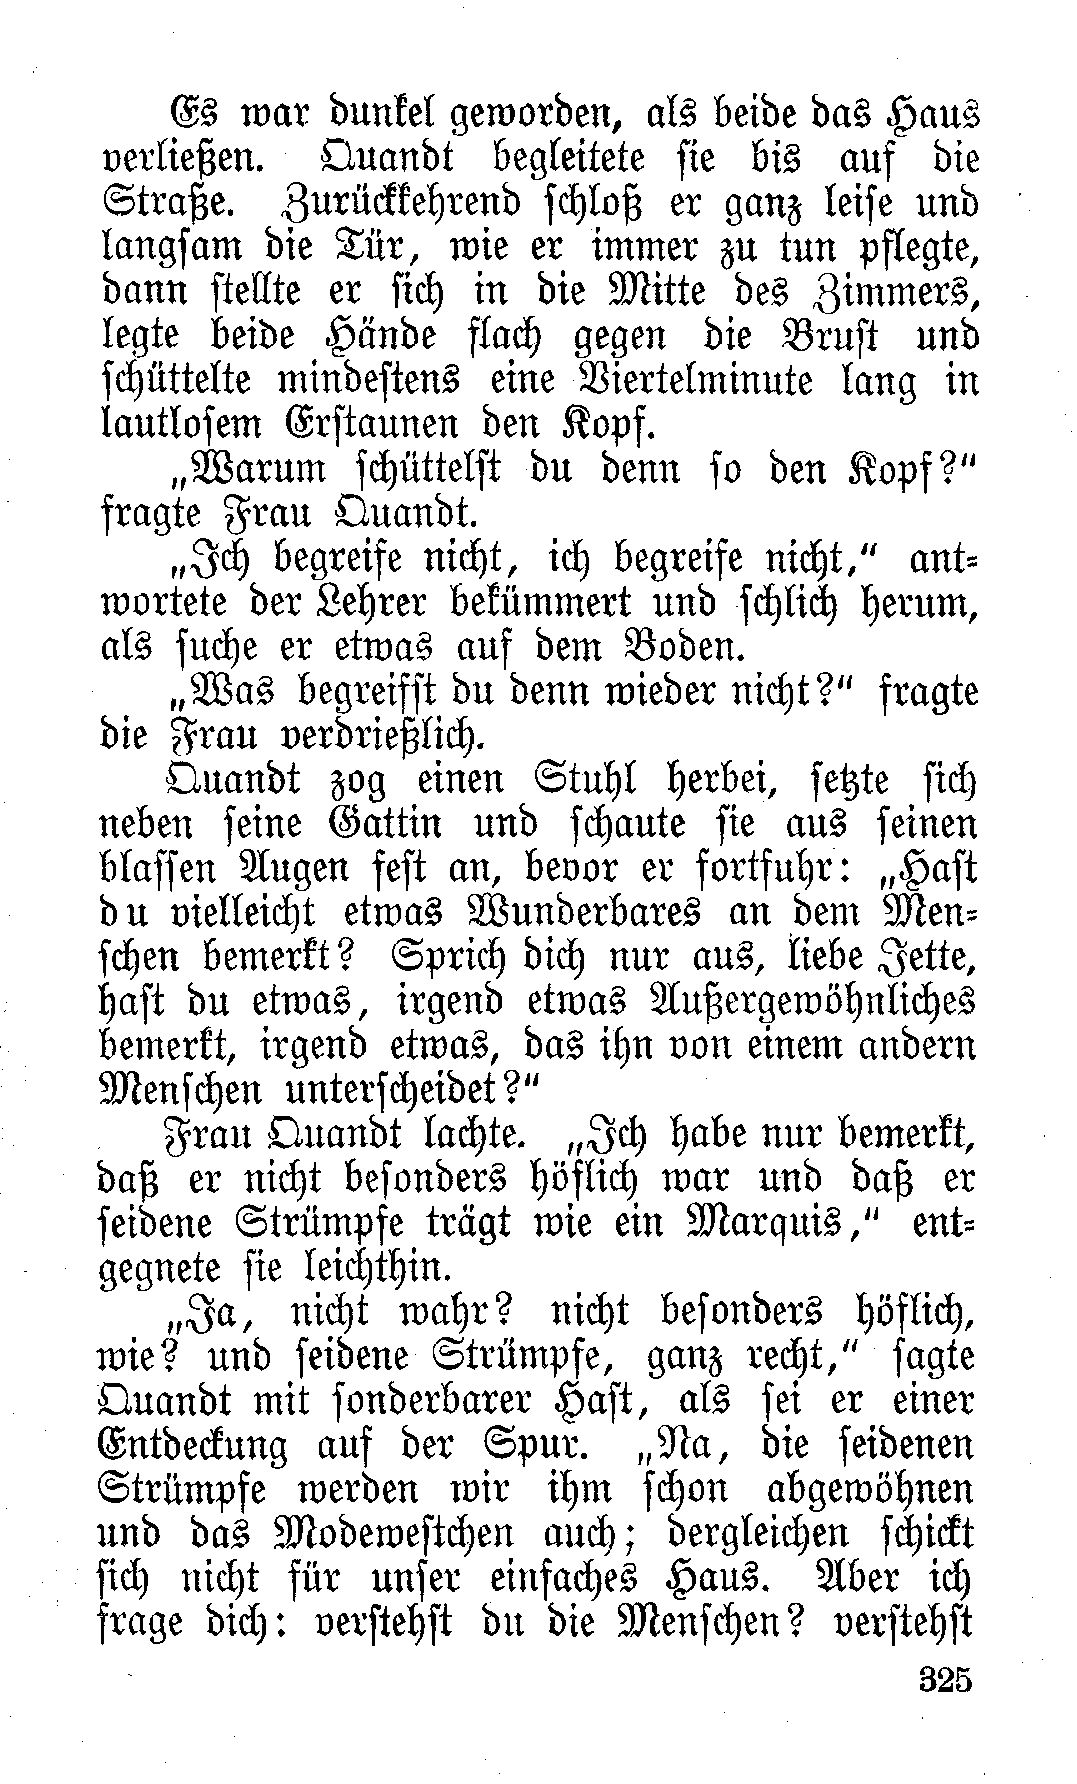 Es war dunkel geworden, als beide das Haus
verließen. Quandt begleitete sie bis auf die
Straße. Zurückkehrend schloß er ganz leise und
langsam die Tür, wie er immer zu tun pflegte,
dann stellte er sich in die Mitte des Zimmers,
legte beide Hände flach gegen die Brust und
schüttelte mindestens eine Viertelminute lang in
lautlosem Erstaunen den Kopf.
„Warum schüttelst du denn so den Kopf?“
fragte Frau Quandt.
„Ich begreife nicht, ich begreife nicht,“ ant-
wortete der Lehrer bekümmert und schlich herum,
als suche er etwas auf dem Boden.
„Was begreifst du denn wieder nicht?“ fragte
die Frau verdrießlich.
Quandt zog einen Stuhl herbei, setzte sich
neben seine Gattin und schaute sie aus seinen
blassen Augen fest an, bevor er fortfuhr: „Hast
du vielleicht etwas Wunderbares an dem Men-
schen bemerkt? Sprich dich nur aus, liebe Jette,
hast du etwas, irgend etwas Außergewöhnliches
bemerkt, irgend etwas, das ihn von einem andern
Menschen unterscheidet?“
Frau Quandt lachte. „Ich habe nur bemerkt,
daß er nicht besonders höflich war und daß er
seidene Strümpfe trägt wie ein Marquis,“ ent-
gegnete sie leichthin.
„Ja, nicht wahr? nicht besonders höflich,
wie? und seidene Strümpfe, ganz recht,“ sagte
Quandt mit sonderbarer Hast, als sei er einer
Entdeckung auf der Spur. „Na, die seidenen
Strümpfe werden wir ihm schon abgewöhnen
und das Modewestchen auch; dergleichen schickt
sich nicht für unser einfaches Haus. Aber ich
frage dich: verstehst du die Menschen? verstehst
325